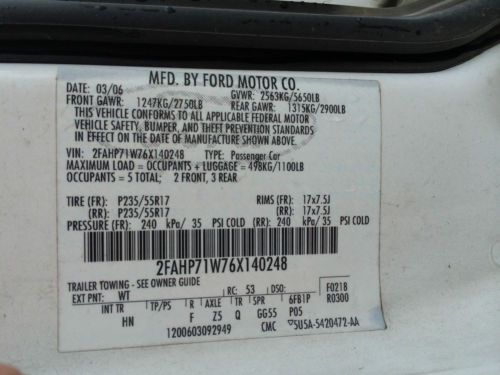 MFD. BY FORD MOTOR CO.
DATE: 03/06 GVWR: 2563KG/5650LB
FRONT GAWR: 1247KG/2750LB REAR GAWR: 1315KG/2900LB
THIS VEHICLE CONFORMS TO ALL APPLICABLE FEDERAL MOTOR
VEHICLE SAFETY, BUMPER, AND THEFT PREVENTION STANDARDS
IN EFFECT ON THE DATE OF MANUFACTURE SHOWN ABOVE.
VIN: 2FAHP71W76X140248 TYPE: Passenger Car
MAXIMUM LOAD = OCCUPANTS + LUGGAGE = 498KG/1100LB
OCCUPANTS = 5 TOTAL; 2 FRONT, 3 REAR
TIRE (FR): P235/55R17 RIMS (FR): 17x7.5J
(RR): P235/55R17 (RR): 17x7.5J
PRESSURE (FR): 240 kPa/ 35 PSI COLD (RR): 240 kPa/ 35 PSI COLD
2FAHP71W76X140248
TRAILER TOWING - SEE OWNER GUIDE
EXT PNT: WT RC: 53 DSO: F0218
INT TR TP/PS R AXLE TR SPR 6FB1P R0300
HN F Z5 Q GG55 P05
1200603092949 CMC 5U5A-5420472-AA